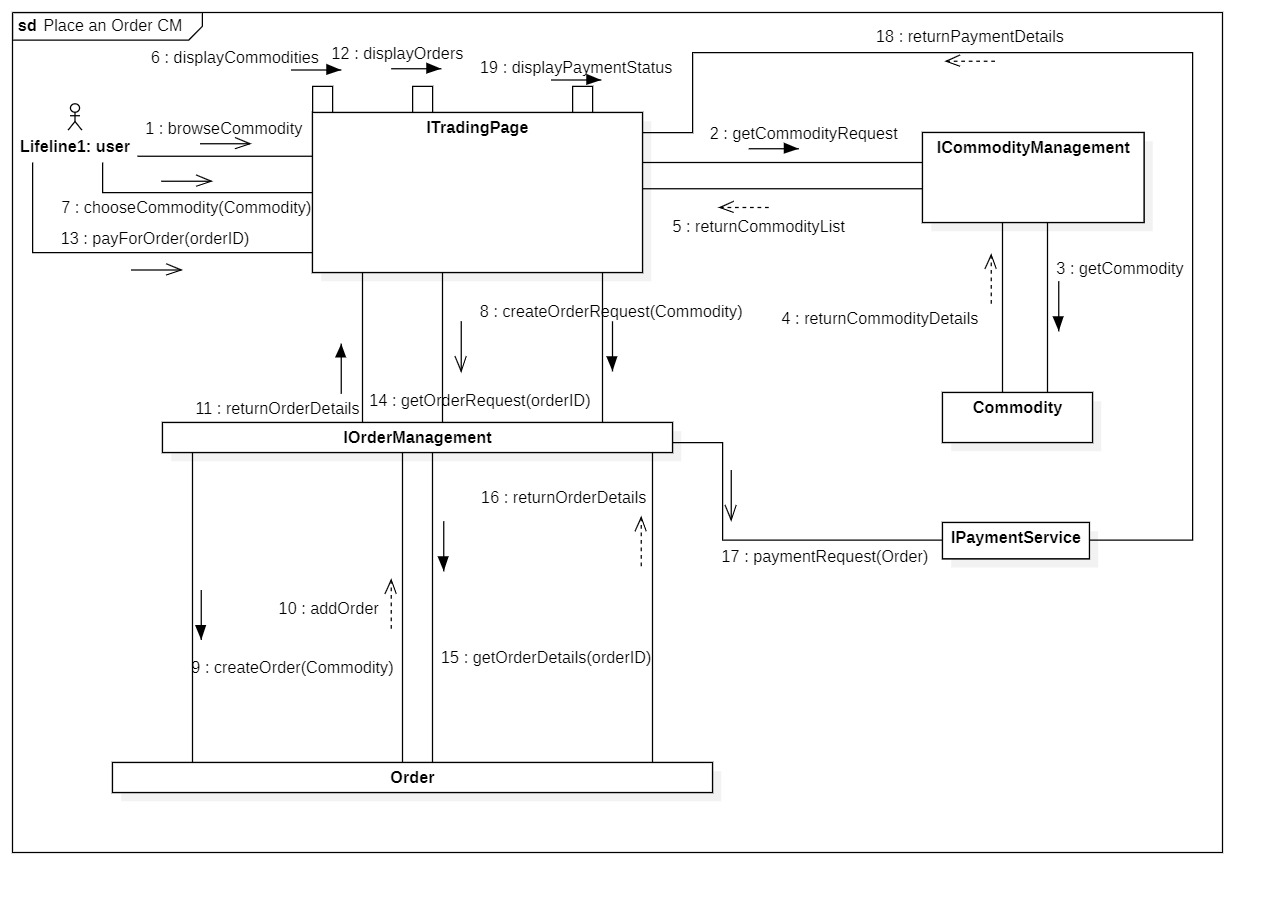 sd Place an Order CM
18 : returnPaymentDetails
6 : displayCommodities
12 : displayOrders
19 : displayPaymentStatus
1 : browseCommodity
ITradingPage
2 : getCommodityRequest
Lifeline1: user
ICommodityManagement
7 : chooseCommodity(Commodity)
5 : returnCommodityList
13 : payForOrder(orderID)
3 : getCommodity
8 : createOrderRequest(Commodity)
4 : returnCommodityDetails
11 : returnOrderDetails
14 : getOrderRequest(orderID)
Commodity
IOrderManagement
16 : returnOrderDetails
IPaymentService
17 : paymentRequest(Order)
10 : addOrder
9 : createOrder(Commodity)
15 : getOrderDetails(orderID)
Order